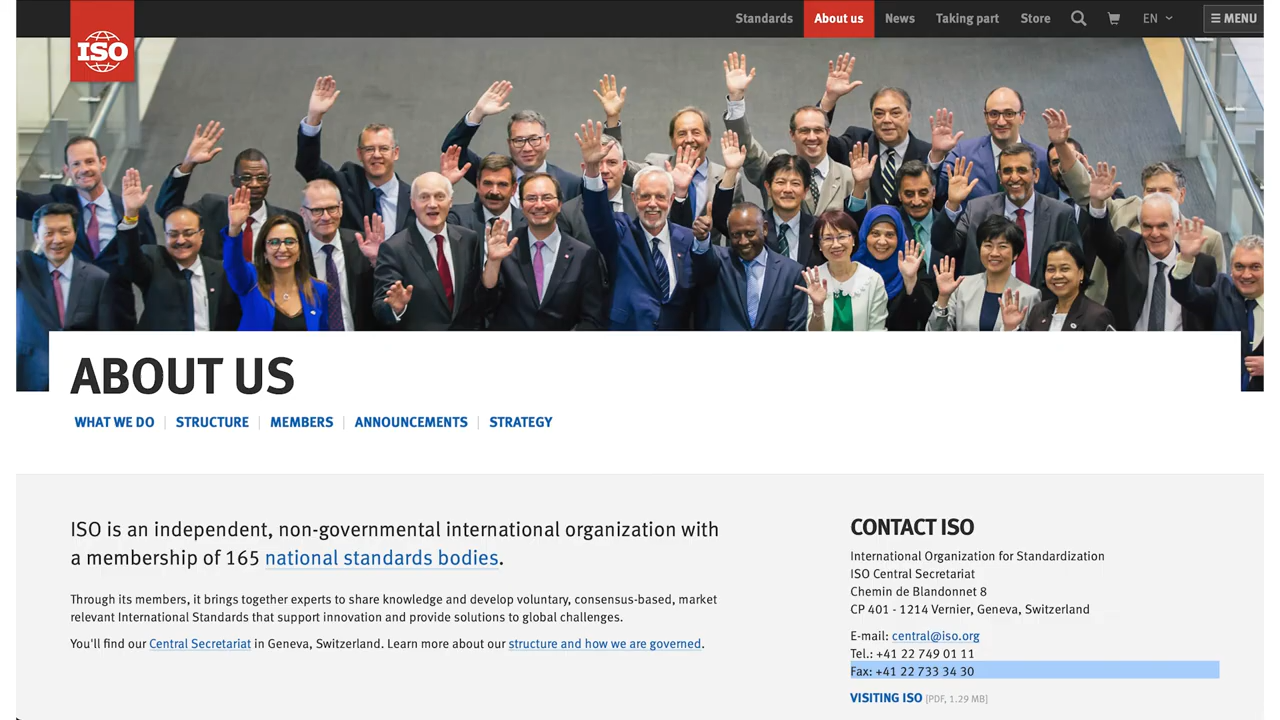 Standards About us News Taking part Store EN MENU
ISO
ABOUT US
WHAT WE DO STRUCTURE MEMBERS ANNOUNCEMENTS STRATEGY
ISO is an independent, non-governmental international organization with
a membership of 165 national standards bodies.
Through its members, it brings together experts to share knowledge and develop voluntary, consensus-based, market
relevant International Standards that support innovation and provide solutions to global challenges.
You'll find our Central Secretariat in Geneva, Switzerland. Learn more about our structure and how we are governed.
CONTACT ISO
International Organization for Standardization
ISO Central Secretariat
Chemin de Blandonnet 8
CP 401 - 1214 Vernier, Geneva, Switzerland
E-mail: central@iso.org
Tel.: +41 22 749 01 11
Fax: +41 22 733 34 30
VISITING ISO [PDF, 1.29 MB]